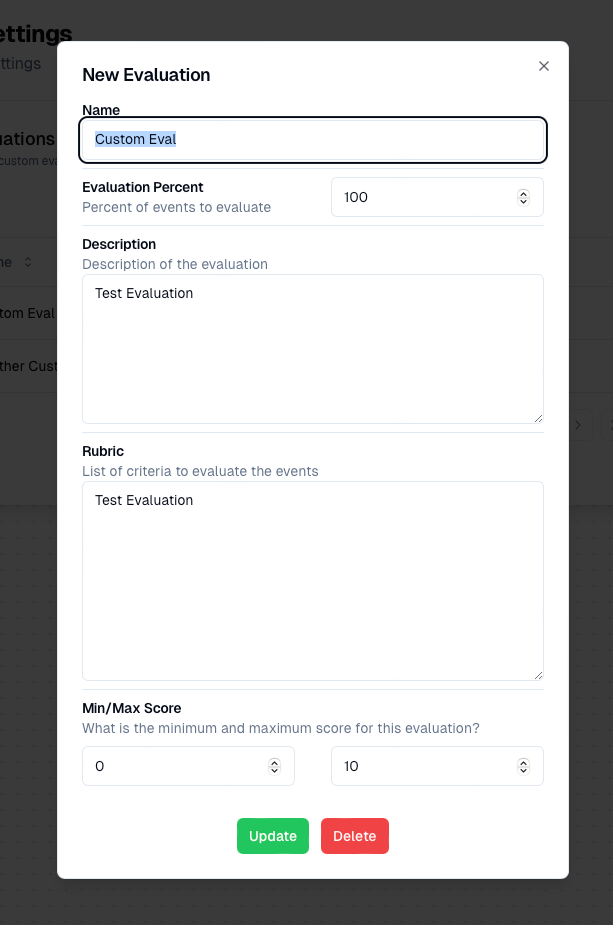 ettings
ttings
New Evaluation
Name
Custom Eval
uations
custom eva
Evaluation Percent
Percent of events to evaluate
100
Description
Description of the evaluation
ne
Test Evaluation
tom Eval
ther Cust
Rubric
List of criteria to evaluate the events
Test Evaluation
Min/Max Score
What is the minimum and maximum score for this evaluation?
0
10
Update
Delete